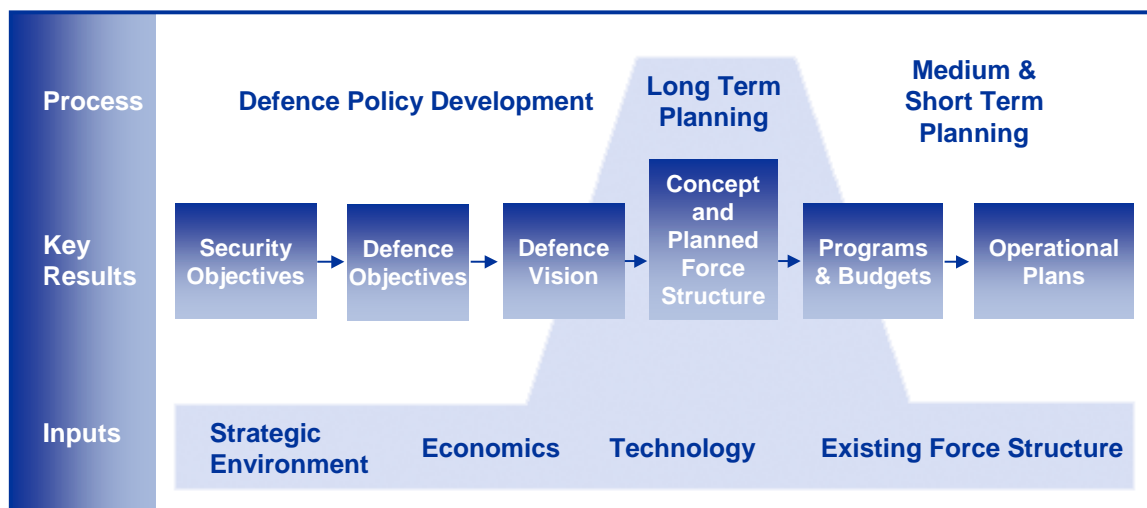 Process
Defence Policy Development
Long Term
Planning
Medium &
Short Term
Planning
Key
Results
Security
Objectives
Defence
Objectives
Defence
Vision
Concept
and
Planned
Force
Structure
Programs
& Budgets
Operational
Plans
Inputs
Strategic
Environment
Economics
Technology
Existing Force Structure